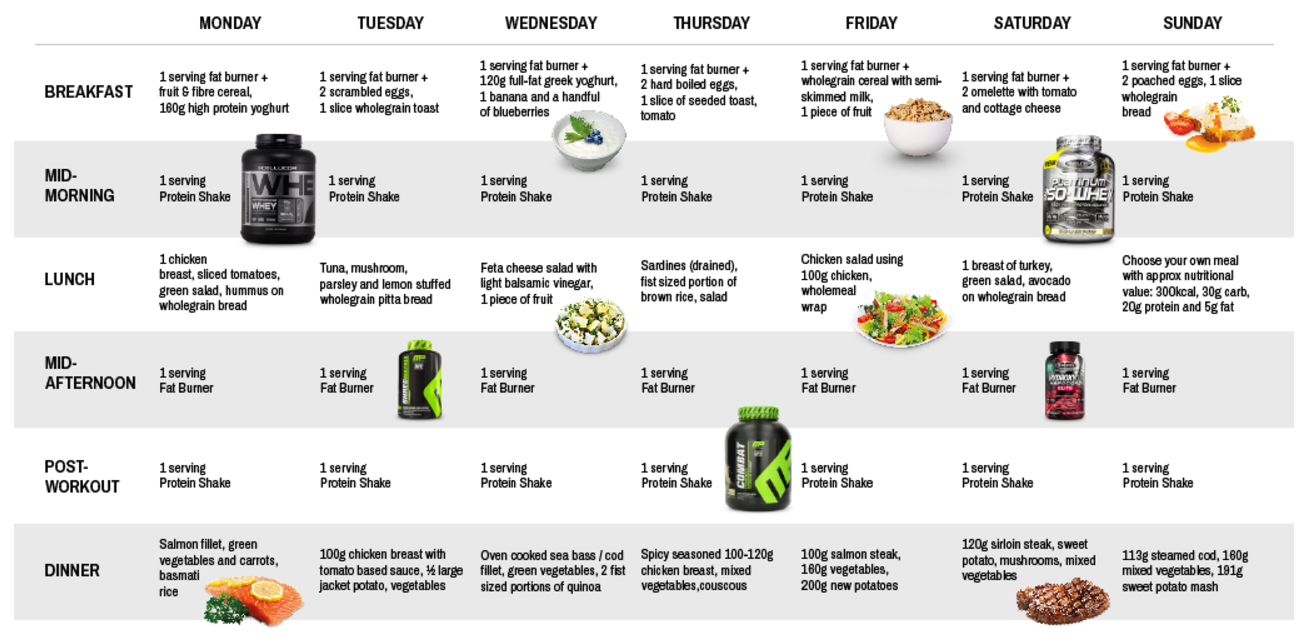 MONDAY
TUESDAY
WEDNESDAY
THURSDAY
FRIDAY
SATURDAY
SUNDAY
BREAKFAST
1 serving fat burner +
fruit & fibre cereal,
160g high protein yoghurt
1 serving fat burner +
2 scrambled eggs,
1 slice wholegrain toast
1 serving fat burner +
120g full-fat greek yoghurt,
1 banana and a handful
of blueberries
1 serving fat burner +
2 hard boiled eggs,
1 slice of seeded toast,
tomato
1 serving fat burner +
wholegrain cereal with semi-
skimmed milk,
1 piece of fruit
1 serving fat burner +
2 omelette with tomato
and cottage cheese
1 serving fat burner +
2 poached eggs, 1 slice
wholegrain
bread
MID-
MORNING
1 serving
Protein Shake
WHE
WHEY
1 serving
Protein Shake
1 serving
Protein Shake
1 serving
Protein Shake
1 serving
Protein Shake
1 serving
Protein Shake
PLATINUM
ISO-WHEY
1 serving
Protein Shake
LUNCH
1 chicken
breast, sliced tomatoes,
green salad, hummus on
wholegrain bread
Tuna, mushroom,
parsley and lemon stuffed
wholegrain pitta bread
Feta cheese salad with
light balsamic vinegar,
1 piece of fruit
Sardines (drained),
fist sized portion of
brown rice, salad
Chicken salad using
100g chicken,
wholemeal
wrap
1 breast of turkey,
green salad, avocado
on wholegrain bread
Choose your own meal
with approx nutritional
value: 300kcal, 30g carb,
20g protein and 5g fat
MID-
AFTERNOON
1 serving
Fat Burner
1 serving
Fat Burner
MP
1 serving
Fat Burner
1 serving
Fat Burner
1 serving
Fat Burner
1 serving
Fat Burner
HYDROXY
ELITE
1 serving
Fat Burner
POST-
WORKOUT
1 serving
Protein Shake
1 serving
Protein Shake
1 serving
Protein Shake
1 serving
Protein Shake
COMBAT
MP
1 serving
Protein Shake
1 serving
Protein Shake
1 serving
Protein Shake
DINNER
Salmon fillet, green
vegetables and carrots,
basmati
rice
100g chicken breast with
tomato based sauce, ½ large
jacket potato, vegetables
Oven cooked sea bass / cod
fillet, green vegetables, 2 fist
sized portions of quinoa
Spicy seasoned 100-120g
chicken breast, mixed
vegetables,couscous
100g salmon steak,
160g vegetables,
200g new potatoes
120g sirloin steak, sweet
potato, mushrooms, mixed
vegetables
113g steamed cod, 160g
mixed vegetables, 191g
sweet potato mash